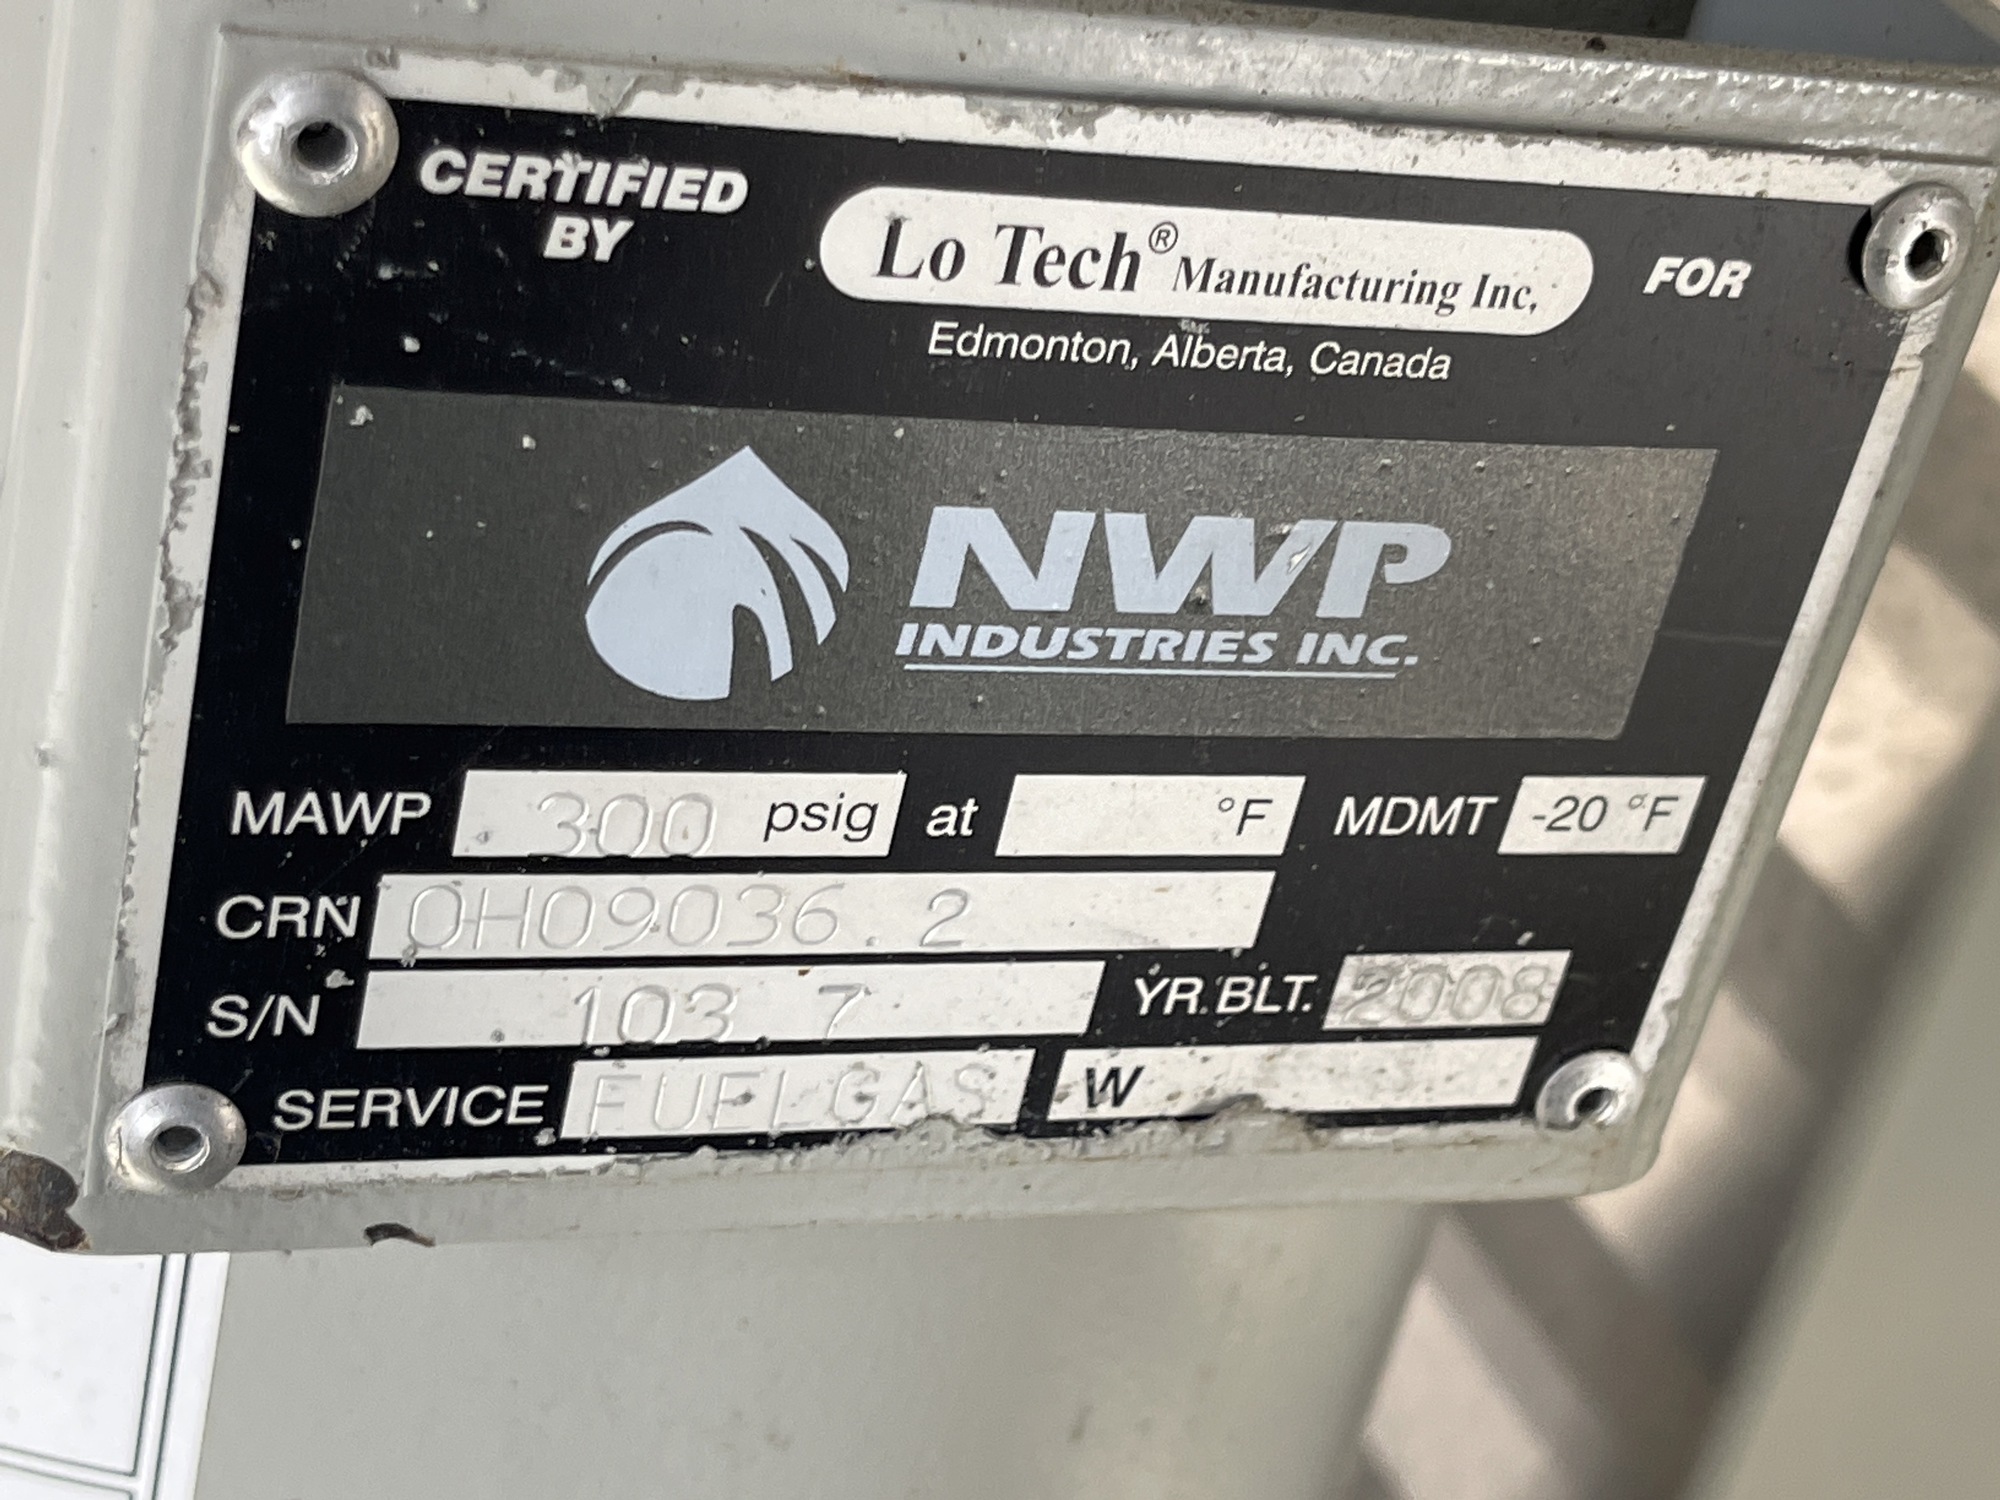 CERTIFIED BY
Lo Tech® Manufacturing Inc.
FOR
Edmonton, Alberta, Canada
NWP
INDUSTRIES INC.
MAWP 300 psig at °F MDMT -20 °F
CRN 0H09036.2
S/N 103 7 YR. BLT. 2008
SERVICE FUELGAS W